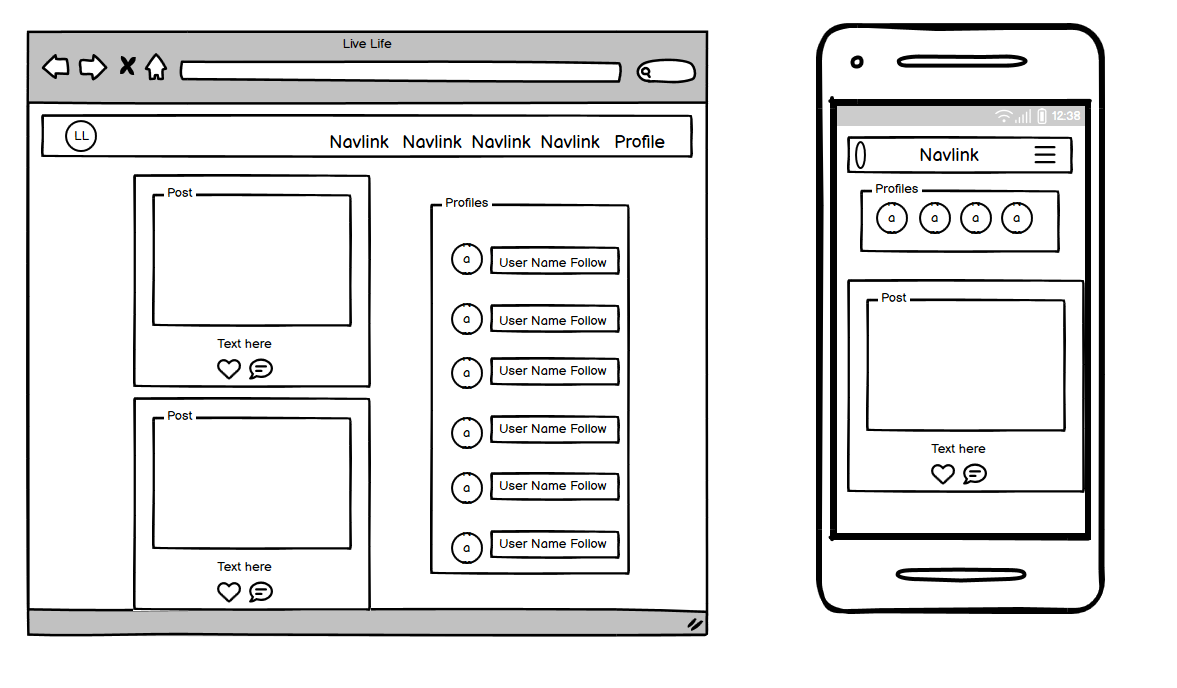 Live Life
LL
Navlink Navlink Navlink Navlink Profile
Post
Text here
Post
Text here
Profiles
a User Name Follow
a User Name Follow
a User Name Follow
a User Name Follow
a User Name Follow
a User Name Follow
12:38
Navlink
Profiles
a a a a
Post
Text here